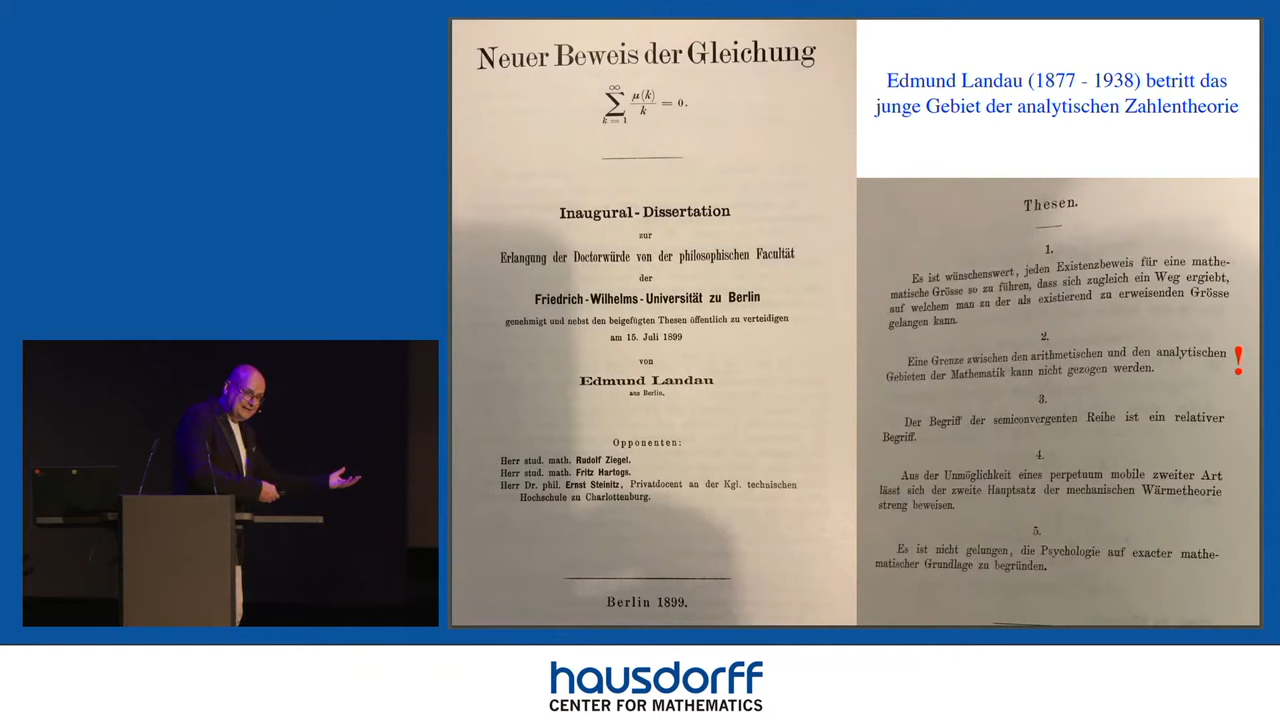 Neuer Beweis der Gleichung
∞
∑ μ(k)/k = 0.
k = 1
Inaugural-Dissertation
zur
Erlangung der Doctorwürde von der philosophischen Facultät
der
Friedrich-Wilhelms-Universität zu Berlin
genehmigt und nebst den beigefügten Thesen öffentlich zu verteidigen
am 15. Juli 1899
von
Edmund Landau
aus Berlin.
Opponenten:
Herr stud. math. Rudolf Ziegel.
Herr stud. math. Fritz Hartogs.
Herr Dr. phil. Ernst Steinitz, Privatdocent an der Kgl. technischen
Hochschule zu Charlottenburg.
Berlin 1899.
Edmund Landau (1877 - 1938) betritt das
junge Gebiet der analytischen Zahlentheorie
Thesen.
1.
Es ist wünschenswert, jeden Existenzbeweis für eine mathe-
matische Grösse so zu führen, dass sich zugleich ein Weg ergiebt,
auf welchem man zu der als existierend zu erweisenden Grösse
gelangen kann.
2.
Eine Grenze zwischen den arithmetischen und den analytischen
Gebieten der Mathematik kann nicht gezogen werden.
!
3.
Der Begriff der semiconvergenten Reihe ist ein relativer
Begriff.
4.
Aus der Unmöglichkeit eines perpetuum mobile zweiter Art
lässt sich der zweite Hauptsatz der mechanischen Wärmetheorie
streng beweisen.
5.
Es ist nicht gelungen, die Psychologie auf exacter mathe-
matischer Grundlage zu begründen.
hausdorff
CENTER FOR MATHEMATICS